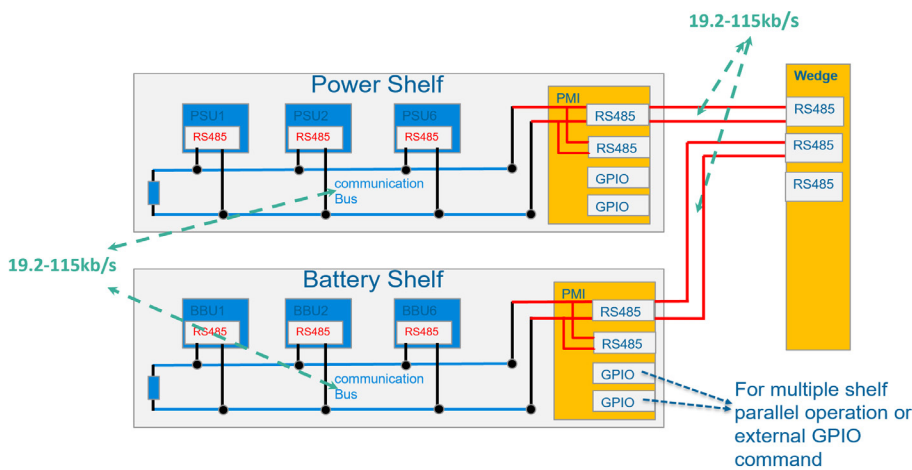 19.2-115kb/s
Wedge
Power Shelf
PMI
PSU1
PSU2
PSU6
RS485
RS485
RS485
RS485
RS485
RS485
RS485
RS485
GPIO
GPIO
communication
Bus
19.2-115kb/s
Battery Shelf
PMI
BBU1
BBU2
BBU6
RS485
RS485
RS485
RS485
RS485
GPIO
GPIO
communication
Bus
For multiple shelf
parallel operation or
external GPIO
command